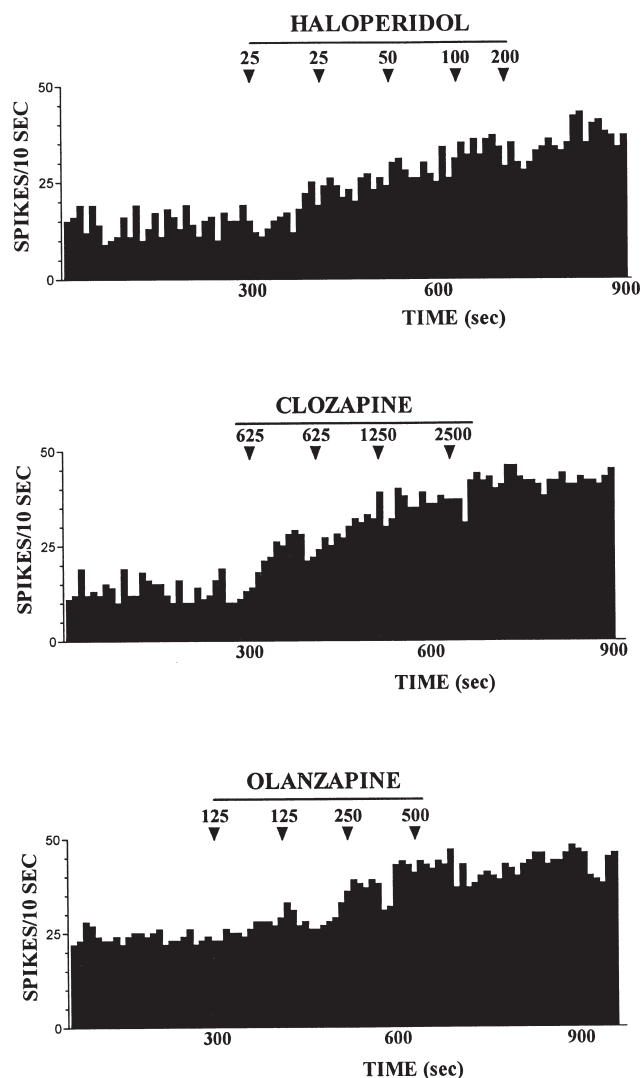 HALOPERIDOL
25 25 50 100 200
50
25
0
SPIKES/10 SEC
300 600 900
TIME (sec)
CLOZAPINE
625 625 1250 2500
50
25
0
SPIKES/10 SEC
300 600 900
TIME (sec)
OLANZAPINE
125 125 250 500
50
25
0
SPIKES/10 SEC
300 600 900
TIME (sec)